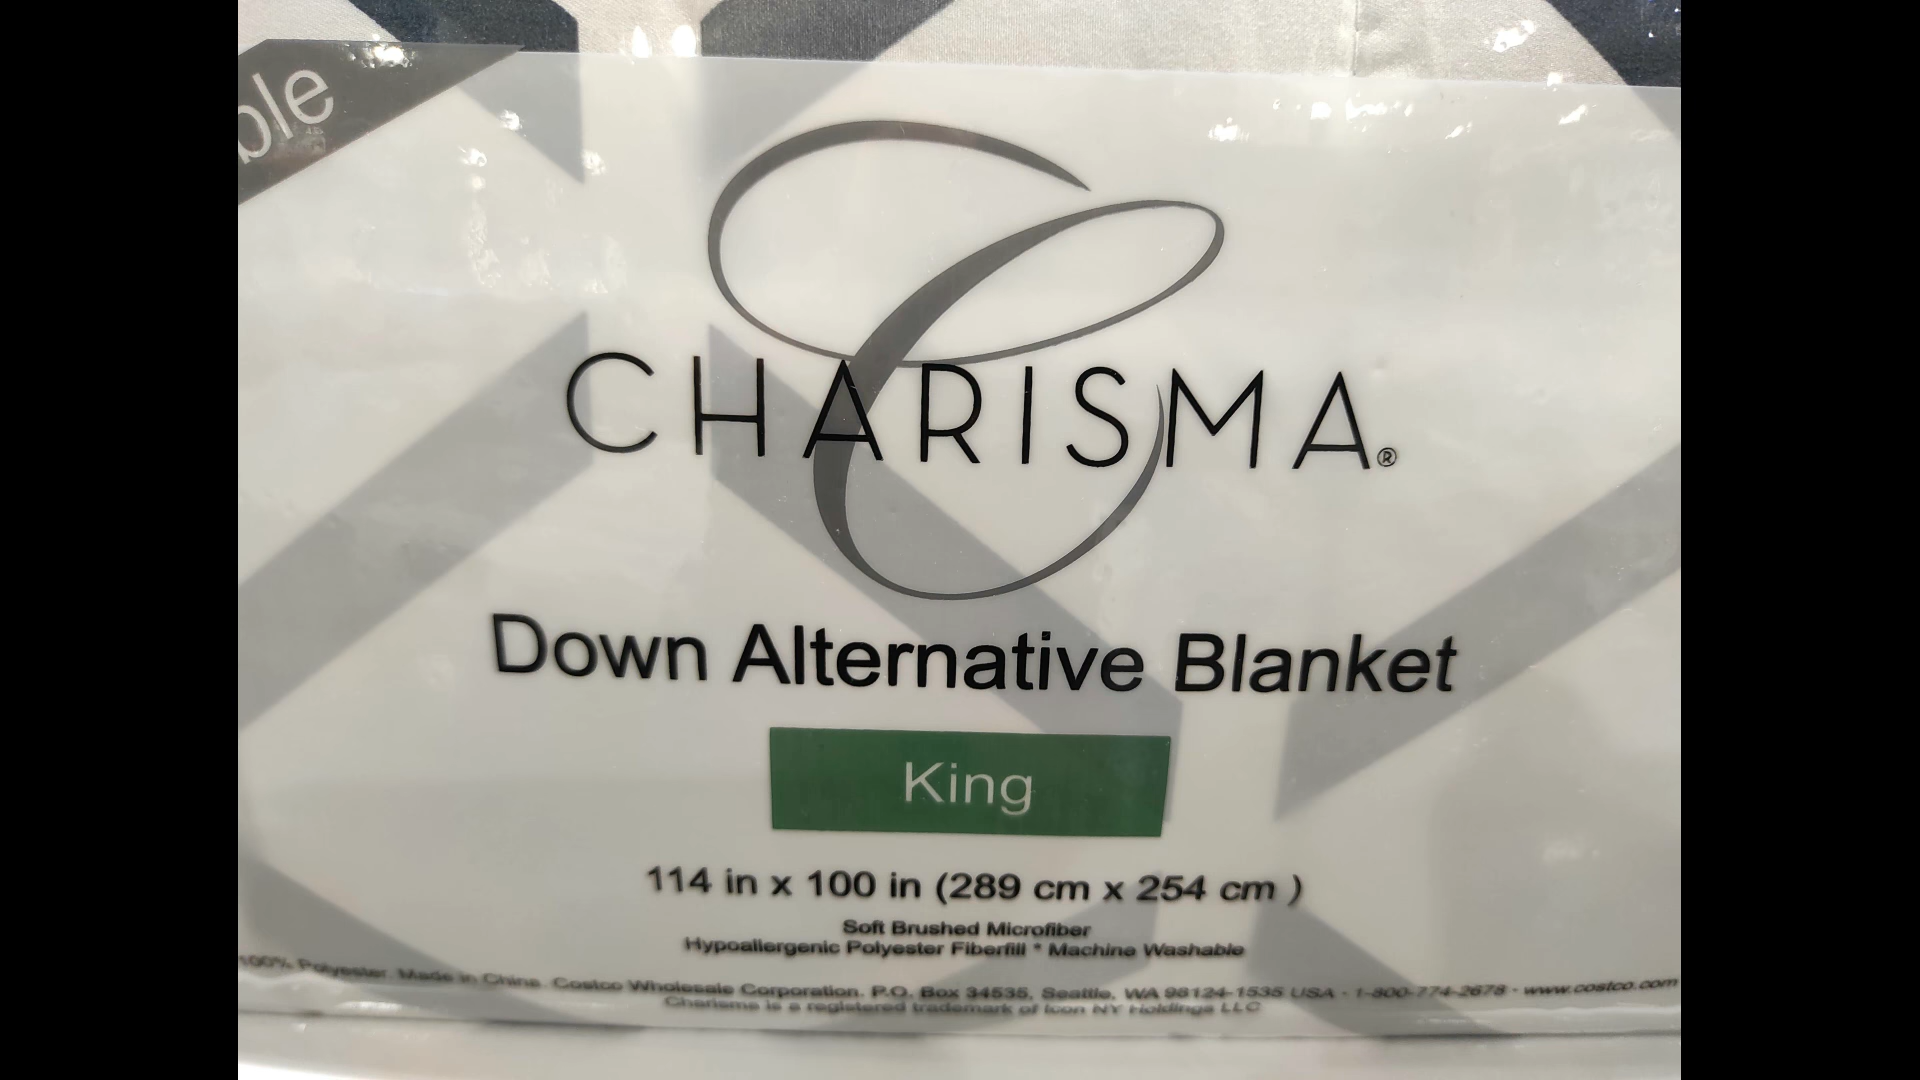 ble
CHARISMA®
Down Alternative Blanket
King
114 in x 100 in (289 cm x 254 cm )
Soft Brushed Microfiber
Hypoallergenic Polyester Fiberfill * Machine Washable
100% Polyester. Made in China. Costco Wholesale Corporation. P.O. Box 34535, Seattle, WA 98124-1535 USA · 1-800-774-2678 · www.costco.com
Charisma is a registered trademark of Icon NY Holdings LLC